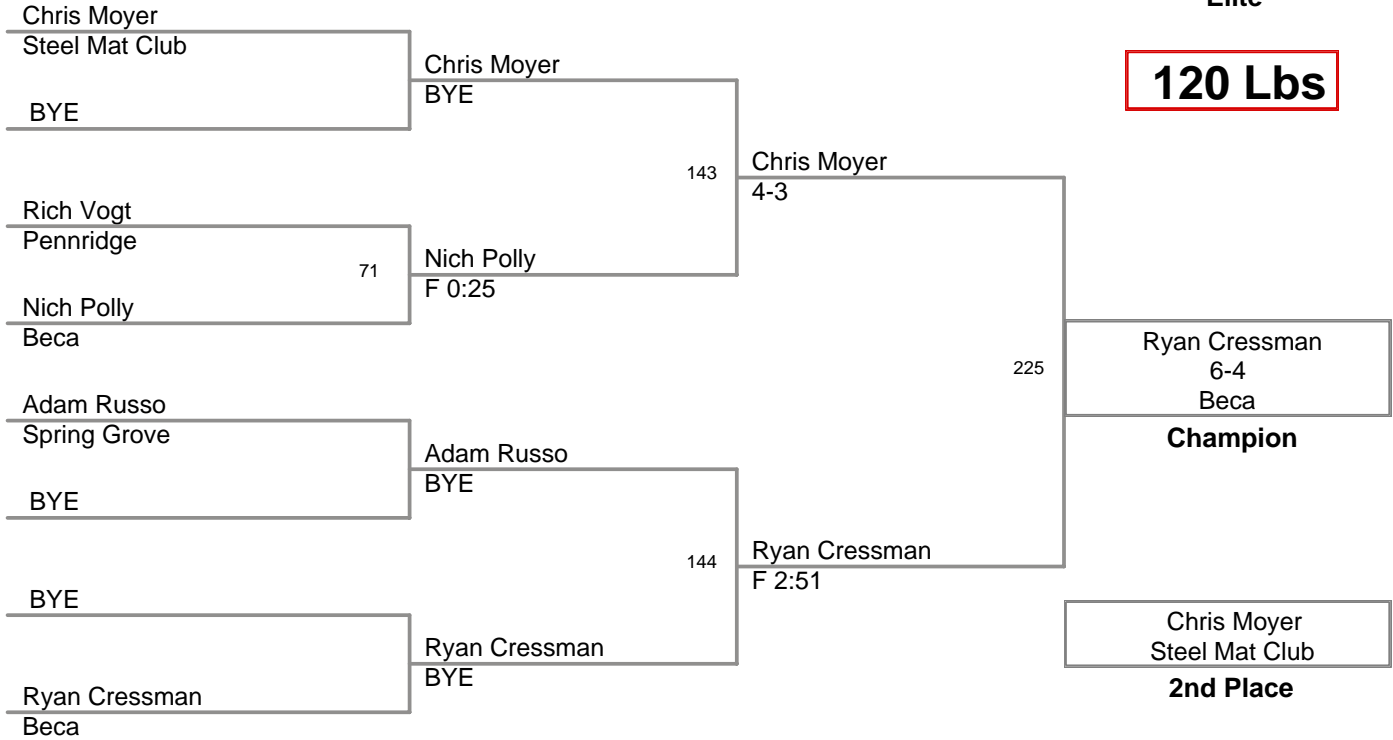 Elite
120 Lbs
Chris Moyer
Steel Mat Club
BYE
Rich Vogt
Pennridge
71
Nich Polly
Beca
Adam Russo
Spring Grove
BYE
BYE
Ryan Cressman
Beca
Chris Moyer
BYE
143
Nich Polly
F 0:25
Adam Russo
BYE
144
Ryan Cressman
BYE
Chris Moyer
4-3
225
Ryan Cressman
F 2:51
Ryan Cressman
6-4
Beca
Champion
Chris Moyer
Steel Mat Club
2nd Place